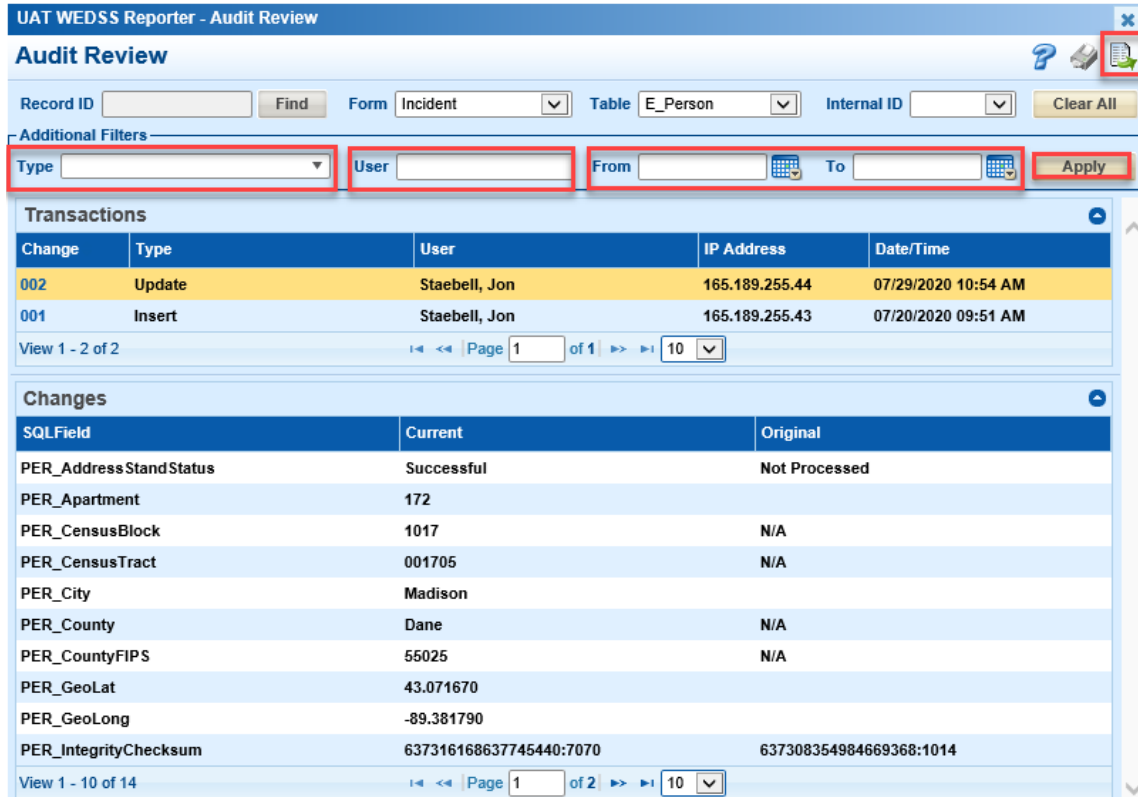 UAT WEDSS Reporter - Audit Review
Audit Review
Record ID Find Form Incident Table E_Person Internal ID Clear All
Additional Filters
Type User From To Apply
Transactions
Change Type User IP Address Date/Time
002 Update Staebell, Jon 165.189.255.44 07/29/2020 10:54 AM
001 Insert Staebell, Jon 165.189.255.43 07/20/2020 09:51 AM
View 1 - 2 of 2 Page 1 of 1 10
Changes
SQLField Current Original
PER_AddressStandStatus Successful Not Processed
PER_Apartment 172
PER_CensusBlock 1017 N/A
PER_CensusTract 001705 N/A
PER_City Madison
PER_County Dane N/A
PER_CountyFIPS 55025 N/A
PER_GeoLat 43.071670
PER_GeoLong -89.381790
PER_IntegrityChecksum 637316168637745440:7070 637308354984669368:1014
View 1 - 10 of 14 Page 1 of 2 10